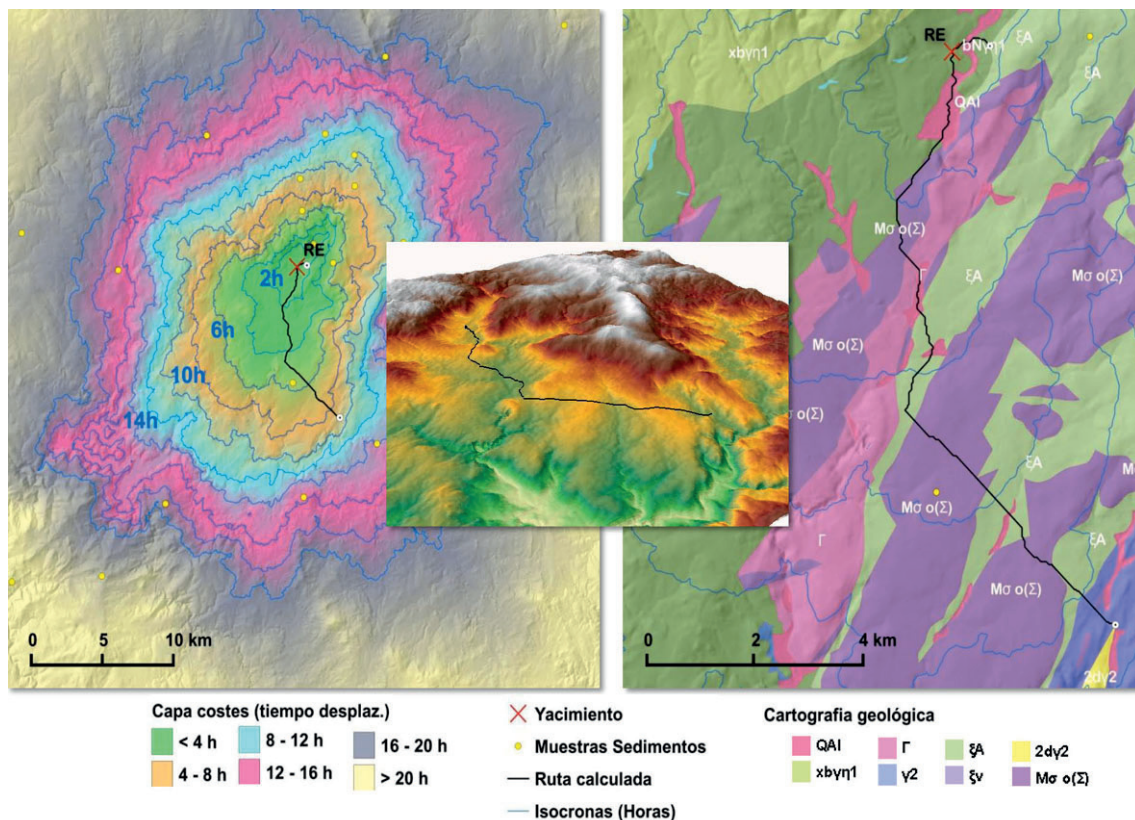 RE
2h
6h
10h
14h
0 5 10 km
RE
bNγη1
ξA
xbγη1
ξA
QAl
Mσ o(Σ)
Γ
ξA
Mσ o(Σ)
Mσ o(Σ)
Mσ o(Σ)
ξA
M
Mσ o(Σ)
Γ
ξA
Mσ o(Σ)
2dγ2
0 2 4 km
Capa costes (tiempo desplaz.)
< 4 h
8 - 12 h
16 - 20 h
4 - 8 h
12 - 16 h
> 20 h
Yacimiento
Muestras Sedimentos
Ruta calculada
Isocronas (Horas)
Cartografia geológica
QAl
Γ
ξA
2dγ2
xbγη1
γ2
ξν
Mσ o(Σ)